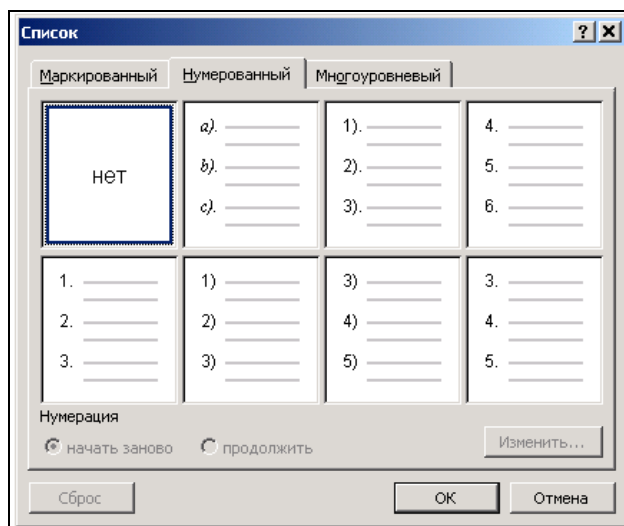 Список
Маркированный Нумерованный Многоуровневый
нет
a).
b).
c).
1).
2).
3).
4.
5.
6.
1.
2.
3.
1)
2)
3)
3)
4)
5)
3.
4.
5.
Нумерация
начать заново продолжить Изменить...
Сброс ОК Отмена